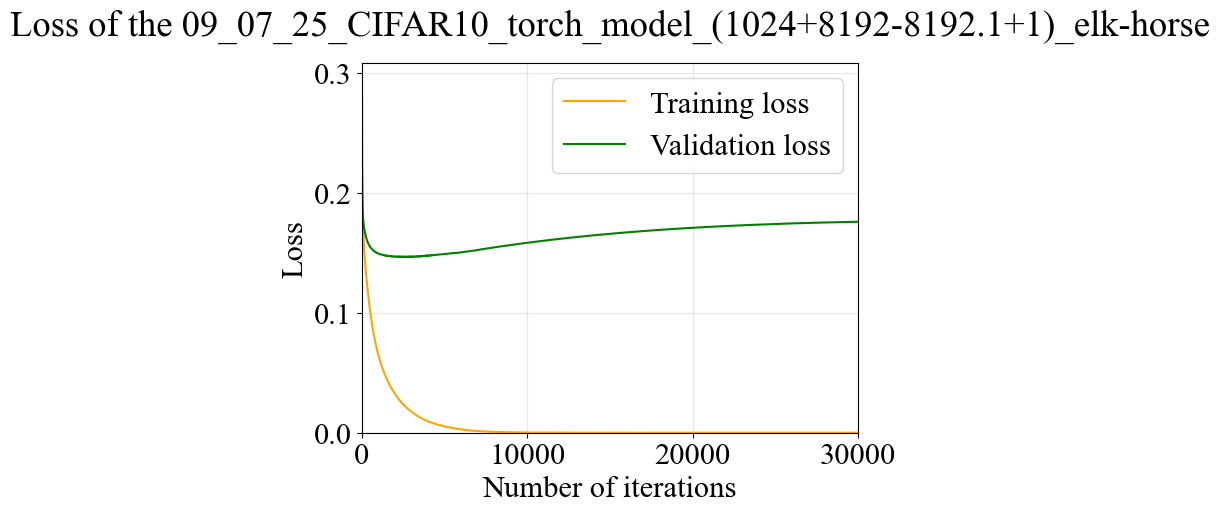 Loss of the 09_07_25_CIFAR10_torch_model_(1024+8192-8192.1+1)_elk-horse
0.3
Training loss
Validation loss
0.2
Loss
0.1
0.0
0 10000 20000 30000
Number of iterations